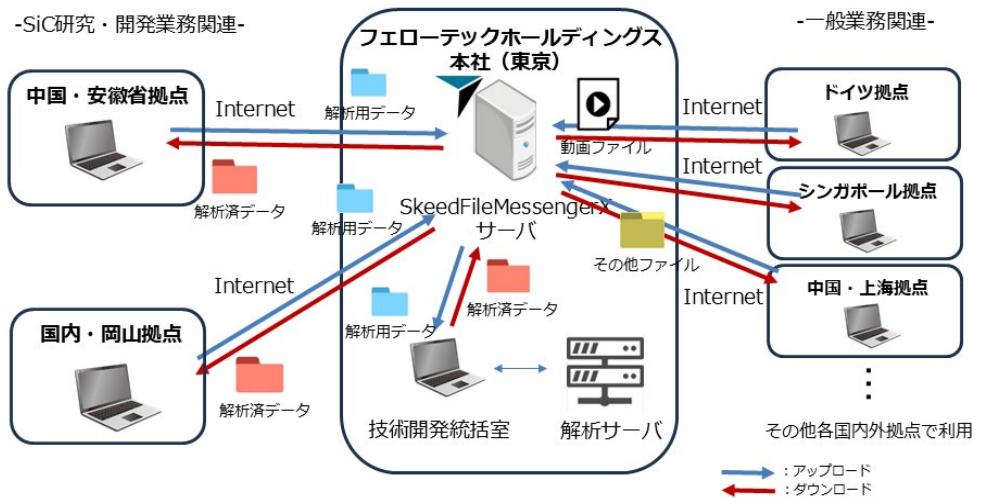 -SiC研究・開発業務関連-
中国・安徽省拠点
Internet
解析用データ
解析済データ
国内・岡山拠点
Internet
解析済データ
フェローテックホールディングス
本社（東京）
解析用データ
SkeedFileMessengerX
サーバ
解析用データ
解析済データ
技術開発統括室
解析サーバ
動画ファイル
その他ファイル
-一般業務関連-
Internet
ドイツ拠点
Internet
シンガポール拠点
Internet
中国・上海拠点
その他各国内外拠点で利用
：アップロード
：ダウンロード